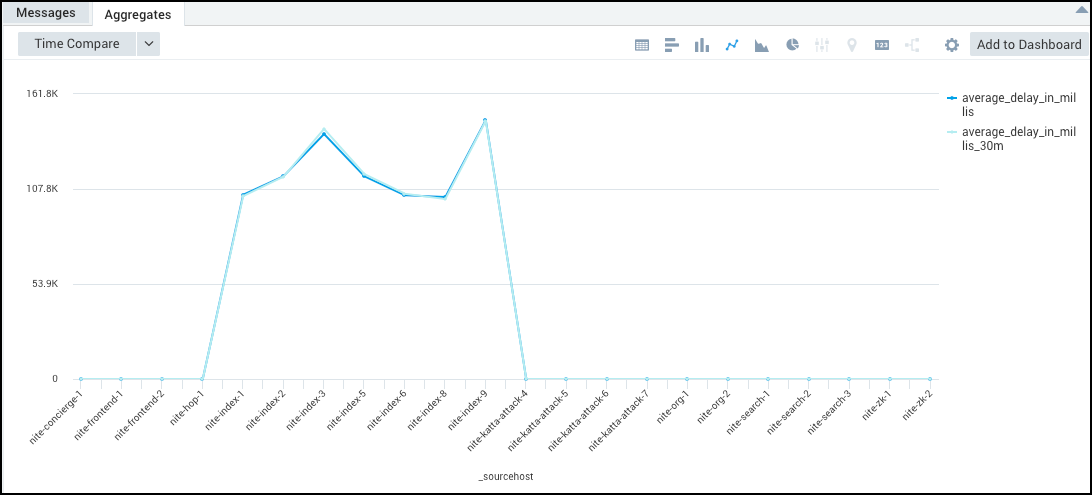 Messages
Aggregates
Time Compare
123
Add to Dashboard
161.8K
107.8K
53.9K
0
average_delay_in_mil
lis
average_delay_in_mil
lis_30m
nite-concierge-1
nite-frontend-1
nite-frontend-2
nite-hop-1
nite-index-1
nite-index-2
nite-index-3
nite-index-5
nite-index-6
nite-index-8
nite-index-9
nite-katta-attack-4
nite-katta-attack-5
nite-katta-attack-6
nite-katta-attack-7
nite-org-1
nite-org-2
nite-search-1
nite-search-2
nite-search-3
nite-zk-1
nite-zk-2
_sourcehost